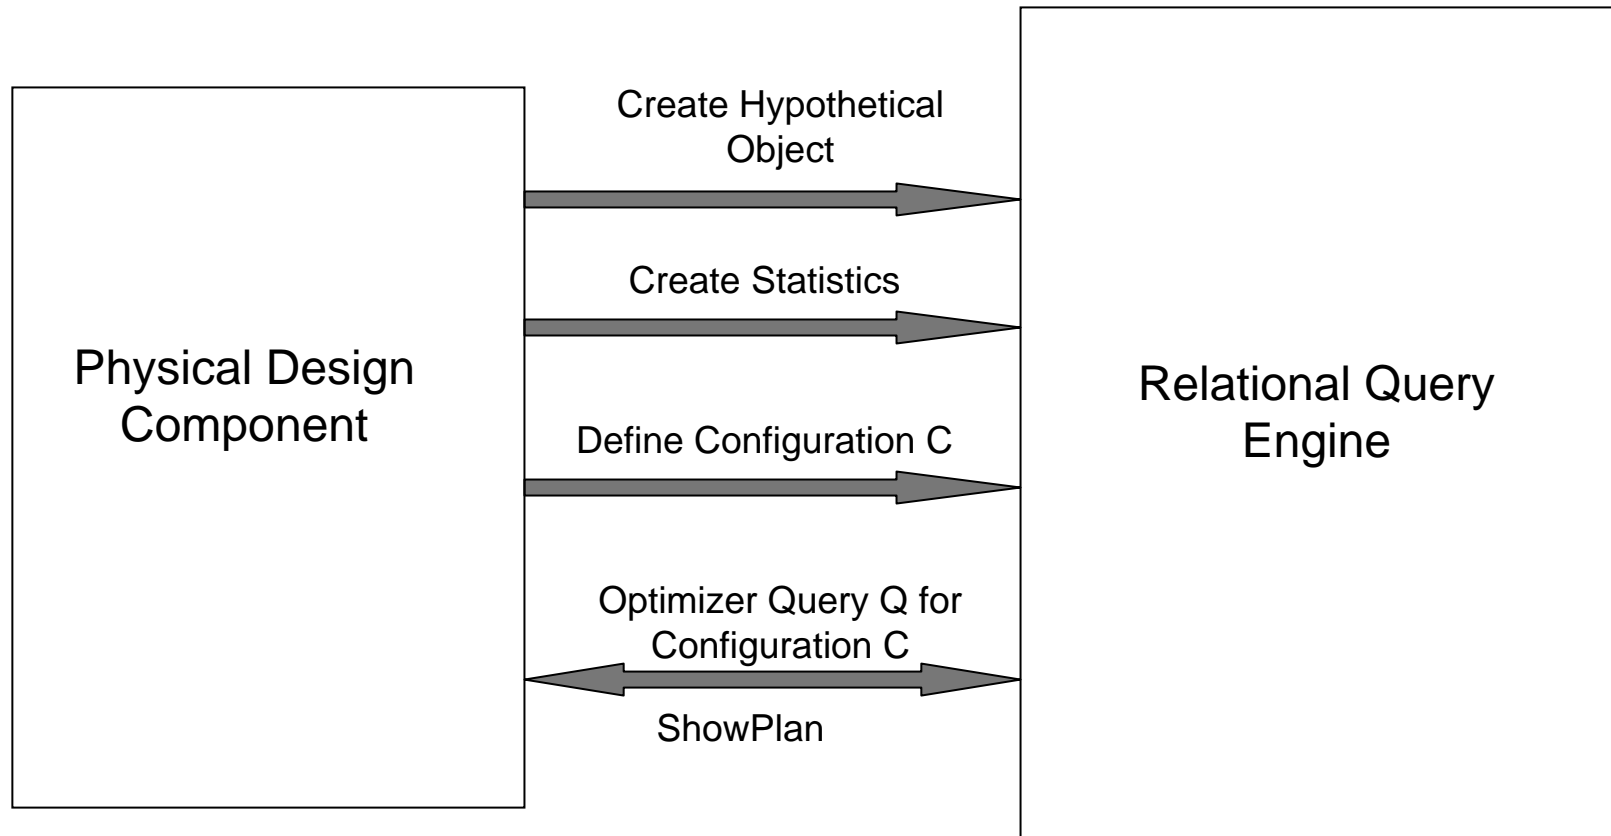 Physical Design
Component
Create Hypothetical
Object
Create Statistics
Define Configuration C
Optimizer Query Q for
Configuration C
ShowPlan
Relational Query
Engine